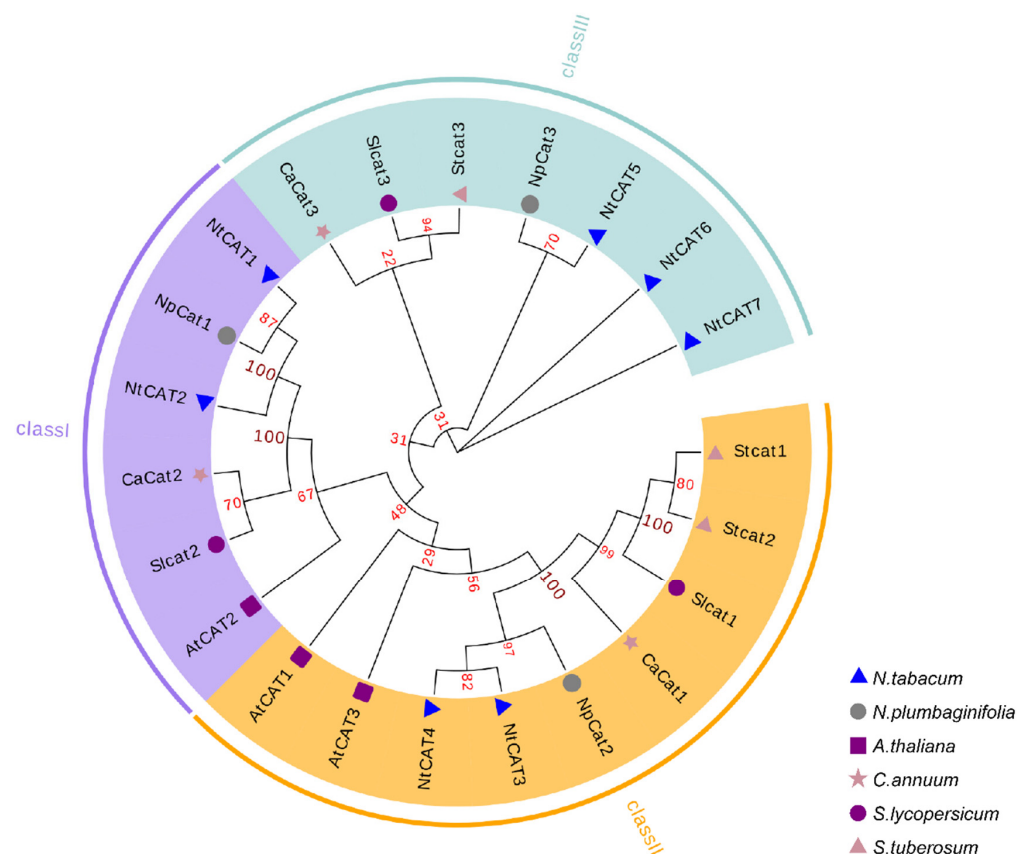 classIII
CaCat3
Slcat3
Stcat3
NpCat3
NtCAT5
NtCAT6
NtCAT7
94
22
70
31
31
classI
NtCAT1
NpCat1
NtCAT2
CaCat2
Slcat2
AtCAT2
87
100
100
70
67
48
29
56
classII
AtCAT1
AtCAT3
NtCAT4
NtCAT3
NpCat2
CaCat1
Slcat1
Stcat2
Stcat1
82
97
100
99
100
80
N.tabacum
N.plumbaginifolia
A.thaliana
C.annuum
S.lycopersicum
S.tuberosum